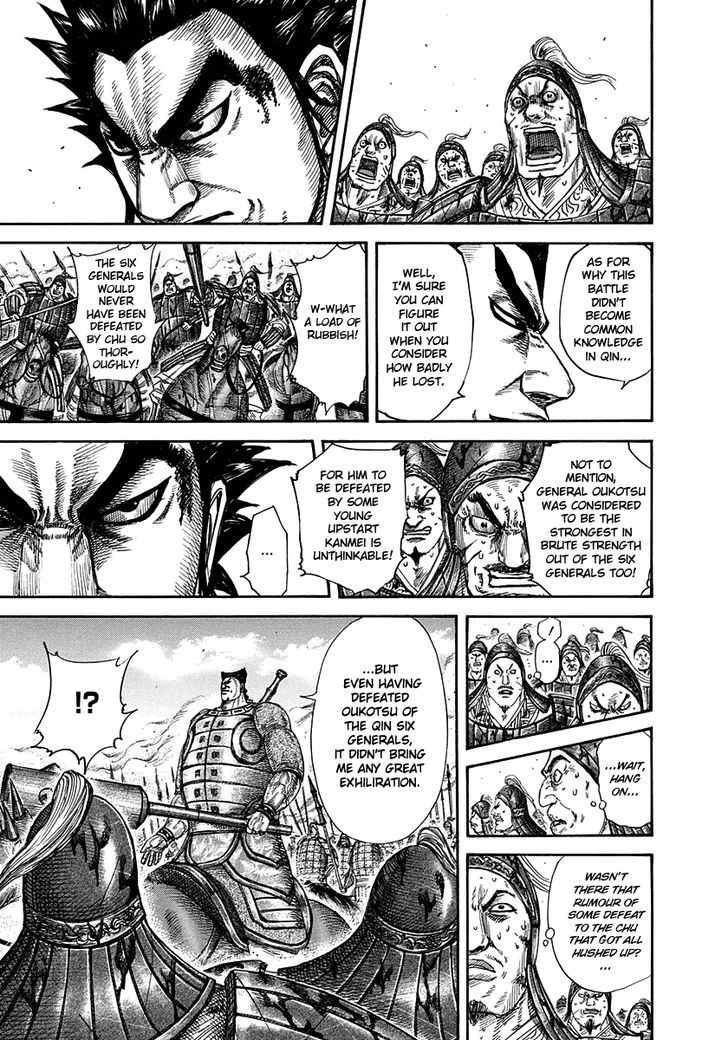 AS FOR
WHY THIS
BATTLE
DIDN'T
BECOME
COMMON
KNOWLEDGE
IN QIN...
WELL,
I'M SURE
YOU CAN
FIGURE
IT OUT
WHEN YOU
CONSIDER
HOW BADLY
HE LOST.
W-WHAT
A LOAD OF
RUBBISH!
THE SIX
GENERALS
WOULD
NEVER
HAVE BEEN
DEFEATED
BY CHU SO
THOR-
OUGHLY!
NOT TO
MENTION,
GENERAL OUKOTSU
WAS CONSIDERED
TO BE THE
STRONGEST IN
BRUTE STRENGTH
OUT OF THE SIX
GENERALS TOO!
FOR HIM TO
BE DEFEATED
BY SOME
YOUNG
UPSTART
KANMEI IS
UNTHINKABLE!
...
!
...
...WAIT,
HANG
ON...
WASN'T
THERE THAT
RUMOUR OF
SOME DEFEAT
TO THE CHU
THAT GOT ALL
HUSHED UP?
...
...BUT
EVEN HAVING
DEFEATED
OUKOTSU
OF THE
QIN SIX
GENERALS,
IT DIDN'T BRING
ME ANY GREAT
EXHILIRATION.
!?